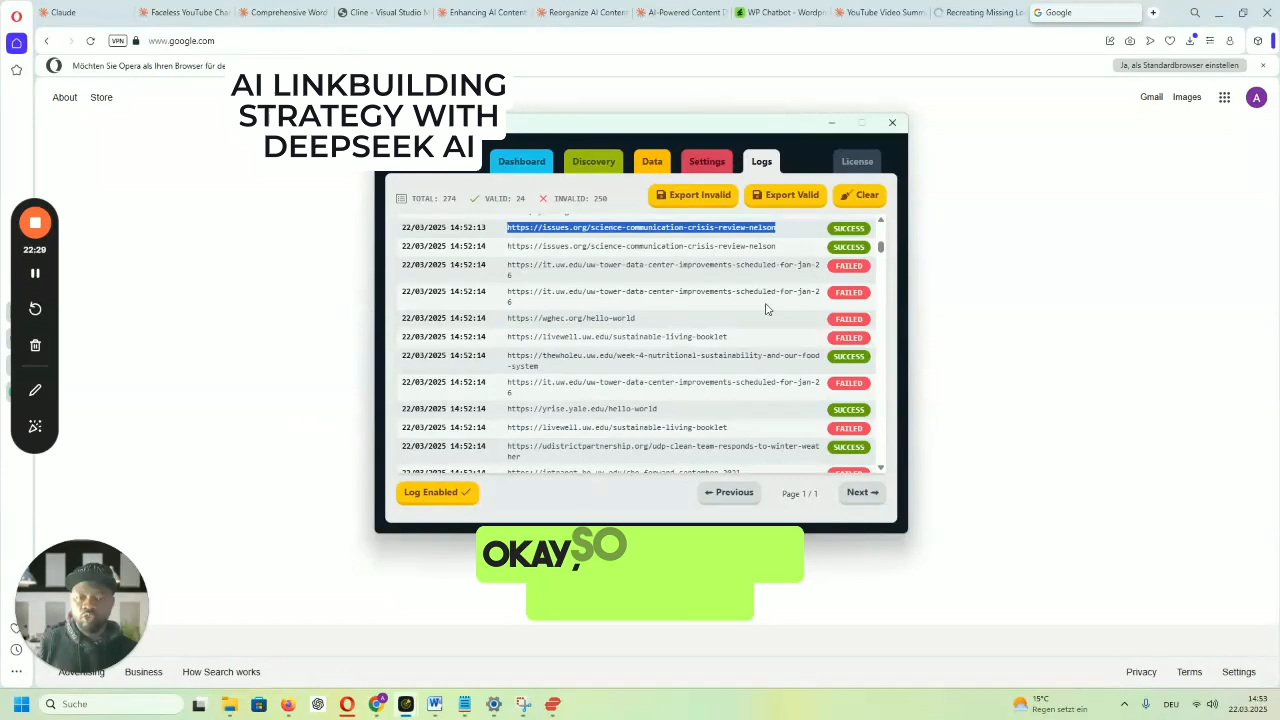 Claude
Faceless YouTube Chan
Cline - Visual Studio M
Enhancing AI Content
Reorganize AI Conten
AI-Powered Content D
WP Chatbot - Wordpre
YouTube Video Summ
Recreating Missing Lo
Google
VPN
www.google.com
Möchten Sie Opera als Ihren Browser für de
Ja, als Standardbrowser einstellen
About
Store
Gmail
Images
A
AI LINKBUILDING
STRATEGY WITH
DEEPSEEK AI
Dashboard
Discovery
Data
Settings
Logs
License
TOTAL: 274
VALID: 24
INVALID: 250
Export Invalid
Export Valid
Clear
22/03/2025 14:52:13 https://issues.org/science-communication-crisis-review-nelson SUCCESS
22/03/2025 14:52:14 https://issues.org/science-communication-crisis-review-nelson SUCCESS
22/03/2025 14:52:14 https://it.uw.edu/uw-tower-data-center-improvements-scheduled-for-jan-2 FAILED
6
22/03/2025 14:52:14 https://it.uw.edu/uw-tower-data-center-improvements-scheduled-for-jan-2 FAILED
6
22/03/2025 14:52:14 https://wghec.org/hello-world FAILED
22/03/2025 14:52:14 https://livewell.uw.edu/sustainable-living-booklet FAILED
22/03/2025 14:52:14 https://thewholeu.uw.edu/week-4-nutritional-sustainability-and-our-food SUCCESS
-system
22/03/2025 14:52:14 https://it.uw.edu/uw-tower-data-center-improvements-scheduled-for-jan-2 FAILED
6
22/03/2025 14:52:14 https://yrise.yale.edu/hello-world SUCCESS
22/03/2025 14:52:14 https://livewell.uw.edu/sustainable-living-booklet FAILED
22/03/2025 14:52:14 https://udistrictpartnership.org/udp-clean-team-responds-to-winter-weat SUCCESS
her
Log Enabled
Previous
Page 1 / 1
Next
22:29
OKAY, SO
Advertising
Business
How Search works
Privacy
Terms
Settings
Suche
15°C
Regen setzt ein
DEU
14:53
22.03.2025